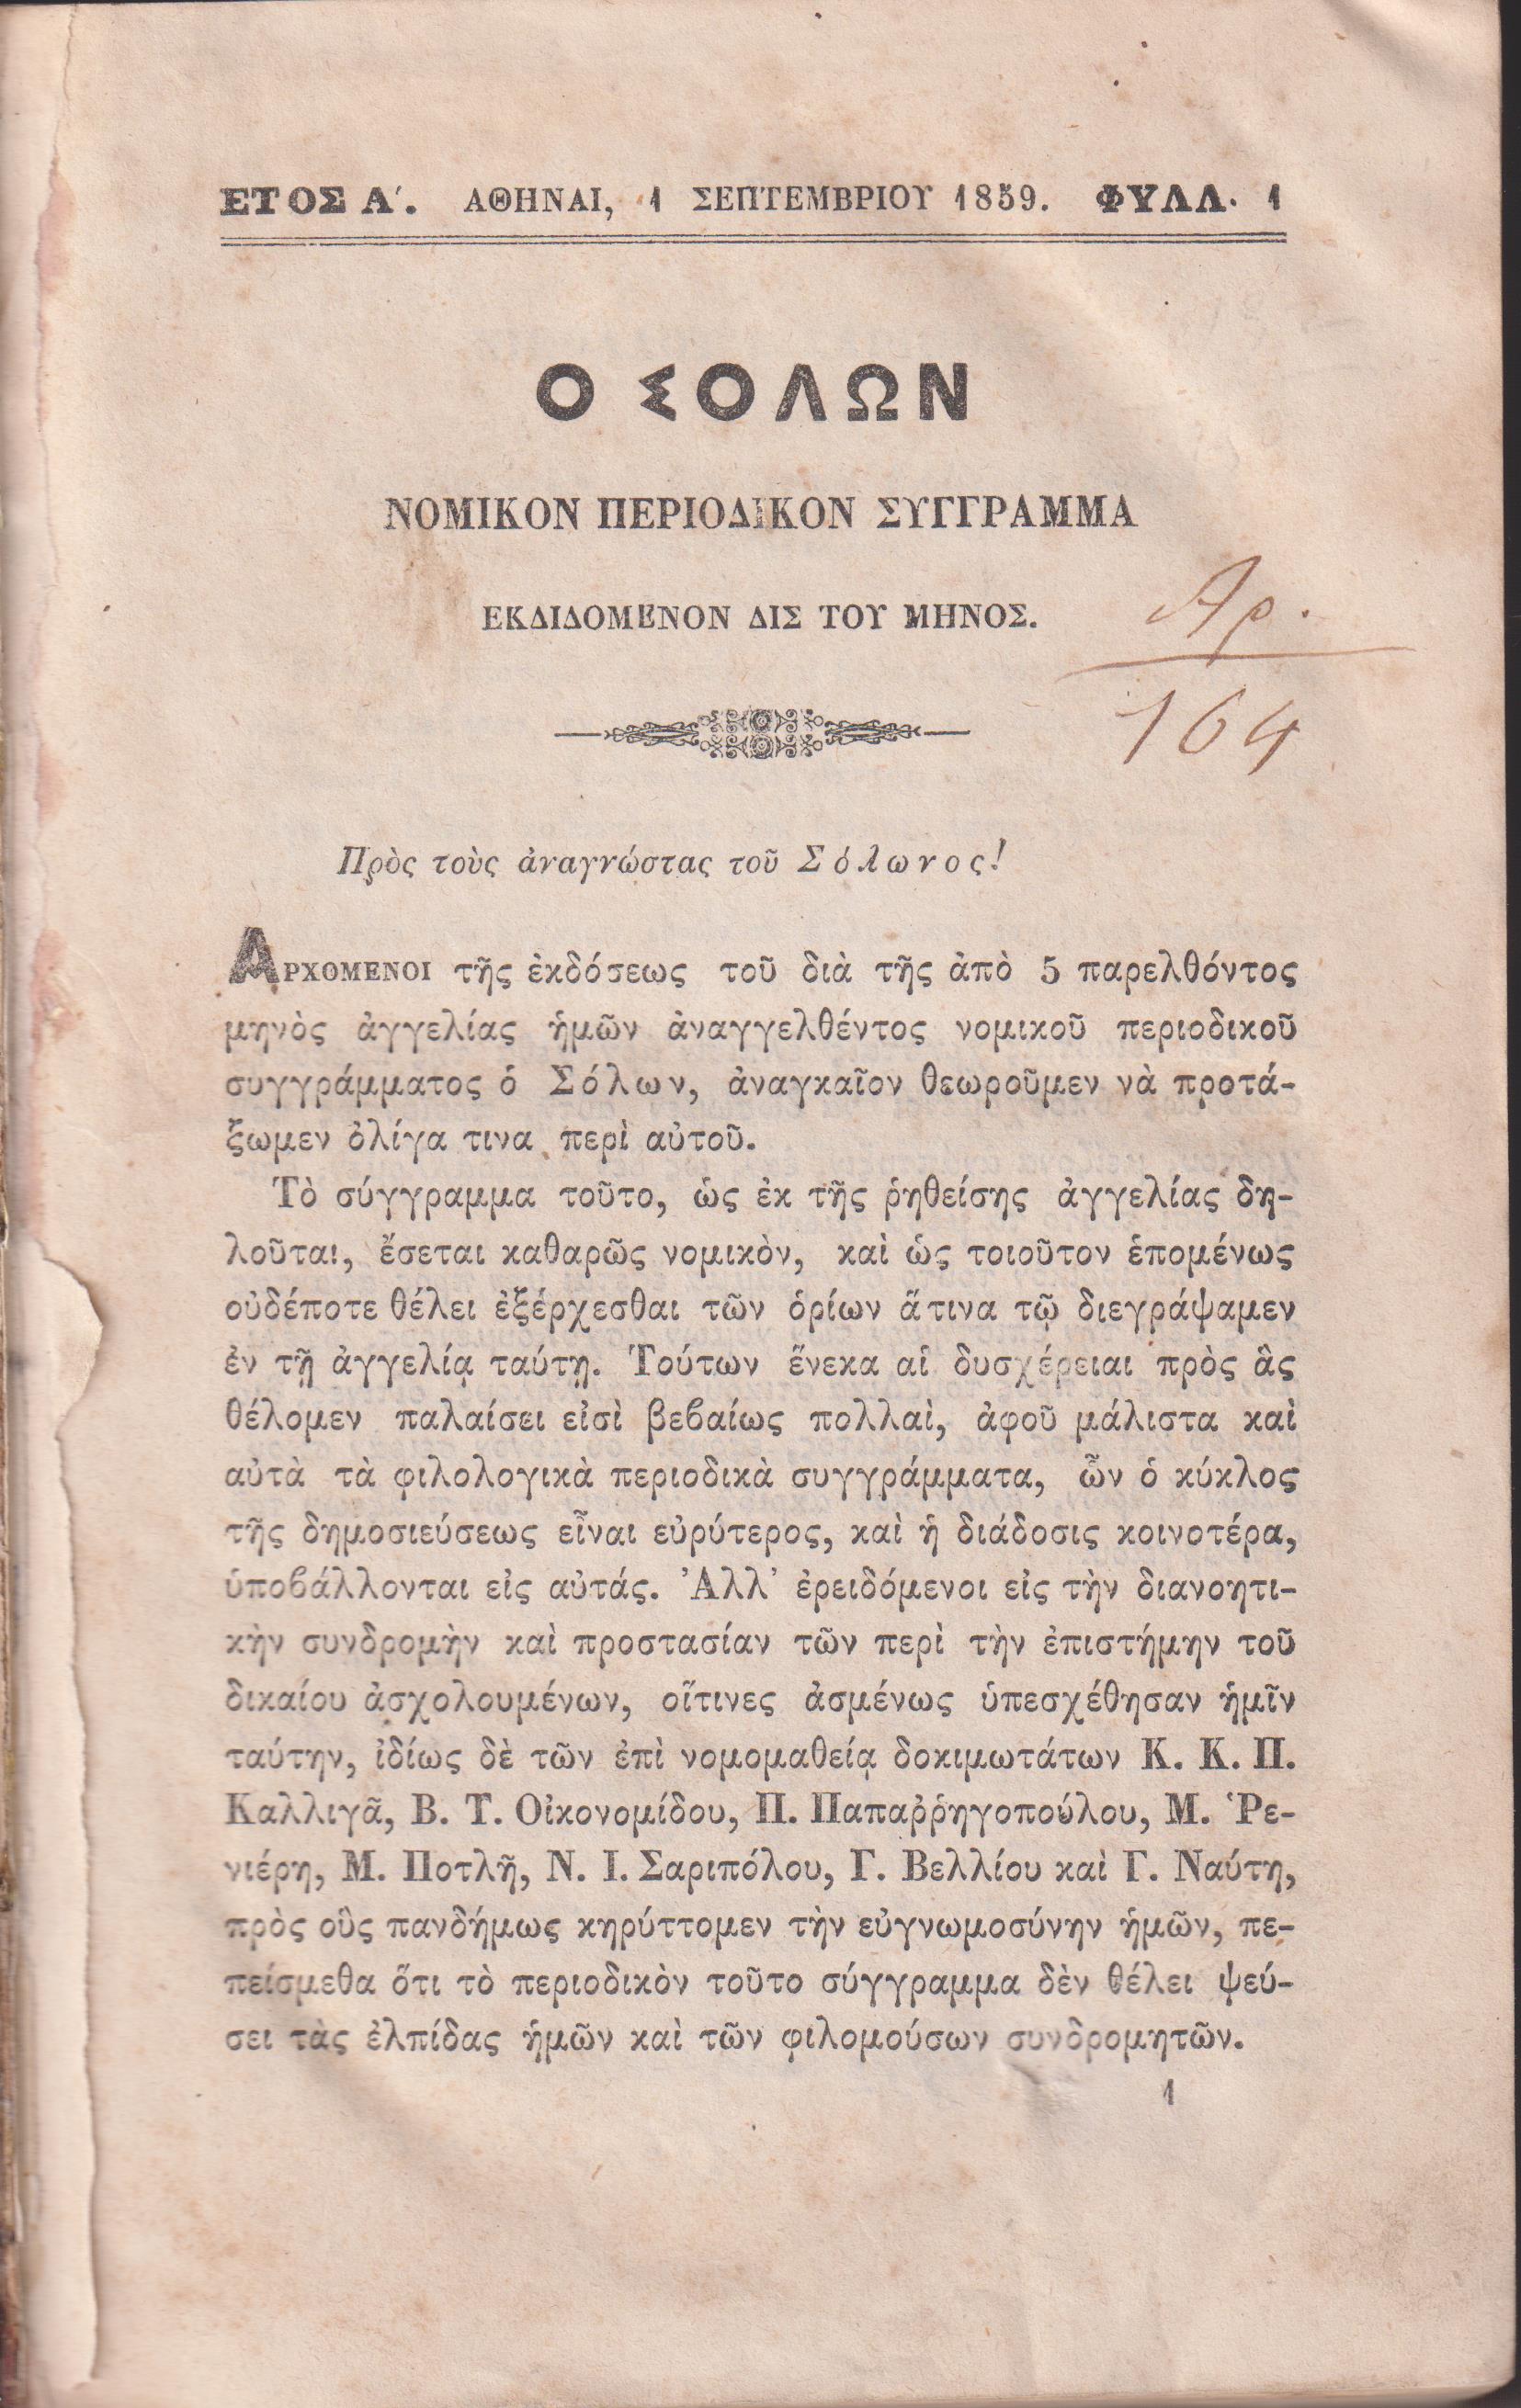 ΕΤΟΣ Α΄. ΑΘΗΝΑΙ, 1 ΣΕΠΤΕΜΒΡΙΟΥ 1859. ΦΥΛΛ. 1
Ο ΣΟΛΩΝ
ΝΟΜΙΚΟΝ ΠΕΡΙΟΔΙΚΟΝ ΣΥΓΓΡΑΜΜΑ
ΕΚΔΙΔΟΜΕΝΟΝ ΔΙΣ ΤΟΥ ΜΗΝΟΣ.
Αρ.
164
Πρὸς τοὺς ἀναγνώστας τοῦ Σόλωνος!
ΑΡΧΟΜΕΝΟΙ τῆς ἐκδόσεως τοῦ διὰ τῆς ἀπὸ 5 παρελθόντος
μηνὸς ἀγγελίας ἡμῶν ἀναγγελθέντος νομικοῦ περιοδικοῦ
συγγράμματος ὁ Σόλων, ἀναγκαῖον θεωροῦμεν νὰ προτά-
ξωμεν ὀλίγα τινα περὶ αὐτοῦ.
Τὸ σύγγραμμα τοῦτο, ὡς ἐκ τῆς ῥηθείσης ἀγγελίας δη-
λοῦται, ἔσεται καθαρῶς νομικὸν, καὶ ὡς τοιοῦτον ἑπομένως
οὐδέποτε θέλει ἐξέρχεσθαι τῶν ὁρίων ἅτινα τῷ διεγράψαμεν
ἐν τῇ ἀγγελίᾳ ταύτῃ. Τούτων ἕνεκα αἱ δυσχέρειαι πρὸς ἃς
θέλομεν παλαίσει εἰσὶ βεβαίως πολλαὶ, ἀφοῦ μάλιστα καὶ
αὐτὰ τὰ φιλολογικὰ περιοδικὰ συγγράμματα, ὧν ὁ κύκλος
τῆς δημοσιεύσεως εἶναι εὐρύτερος, καὶ ἡ διάδοσις κοινοτέρα,
ὑποβάλλονται εἰς αὐτάς. Ἀλλ' ἐρειδόμενοι εἰς τὴν διανοητι-
κὴν συνδρομὴν καὶ προστασίαν τῶν περὶ τὴν ἐπιστήμην τοῦ
δικαίου ἀσχολουμένων, οἵτινες ἀσμένως ὑπεσχέθησαν ἡμῖν
ταύτην, ἰδίως δὲ τῶν ἐπὶ νομομαθείᾳ δοκιμωτάτων Κ. Κ. Π.
Καλλιγᾶ, Β. Τ. Οἰκονομίδου, Π. Παπαῤῥηγοπούλου, Μ. Ῥε-
νιέρη, Μ. Ποτλῆ, Ν. Ι. Σαριπόλου, Γ. Βελλίου καὶ Γ. Ναύτη,
πρὸς οὓς πανδήμως κηρύττομεν τὴν εὐγνωμοσύνην ἡμῶν, πε-
πείσμεθα ὅτι τὸ περιοδικὸν τοῦτο σύγγραμμα δὲν θέλει ψεύ-
σει τὰς ἐλπίδας ἡμῶν καὶ τῶν φιλομούσων συνδρομητῶν.
1